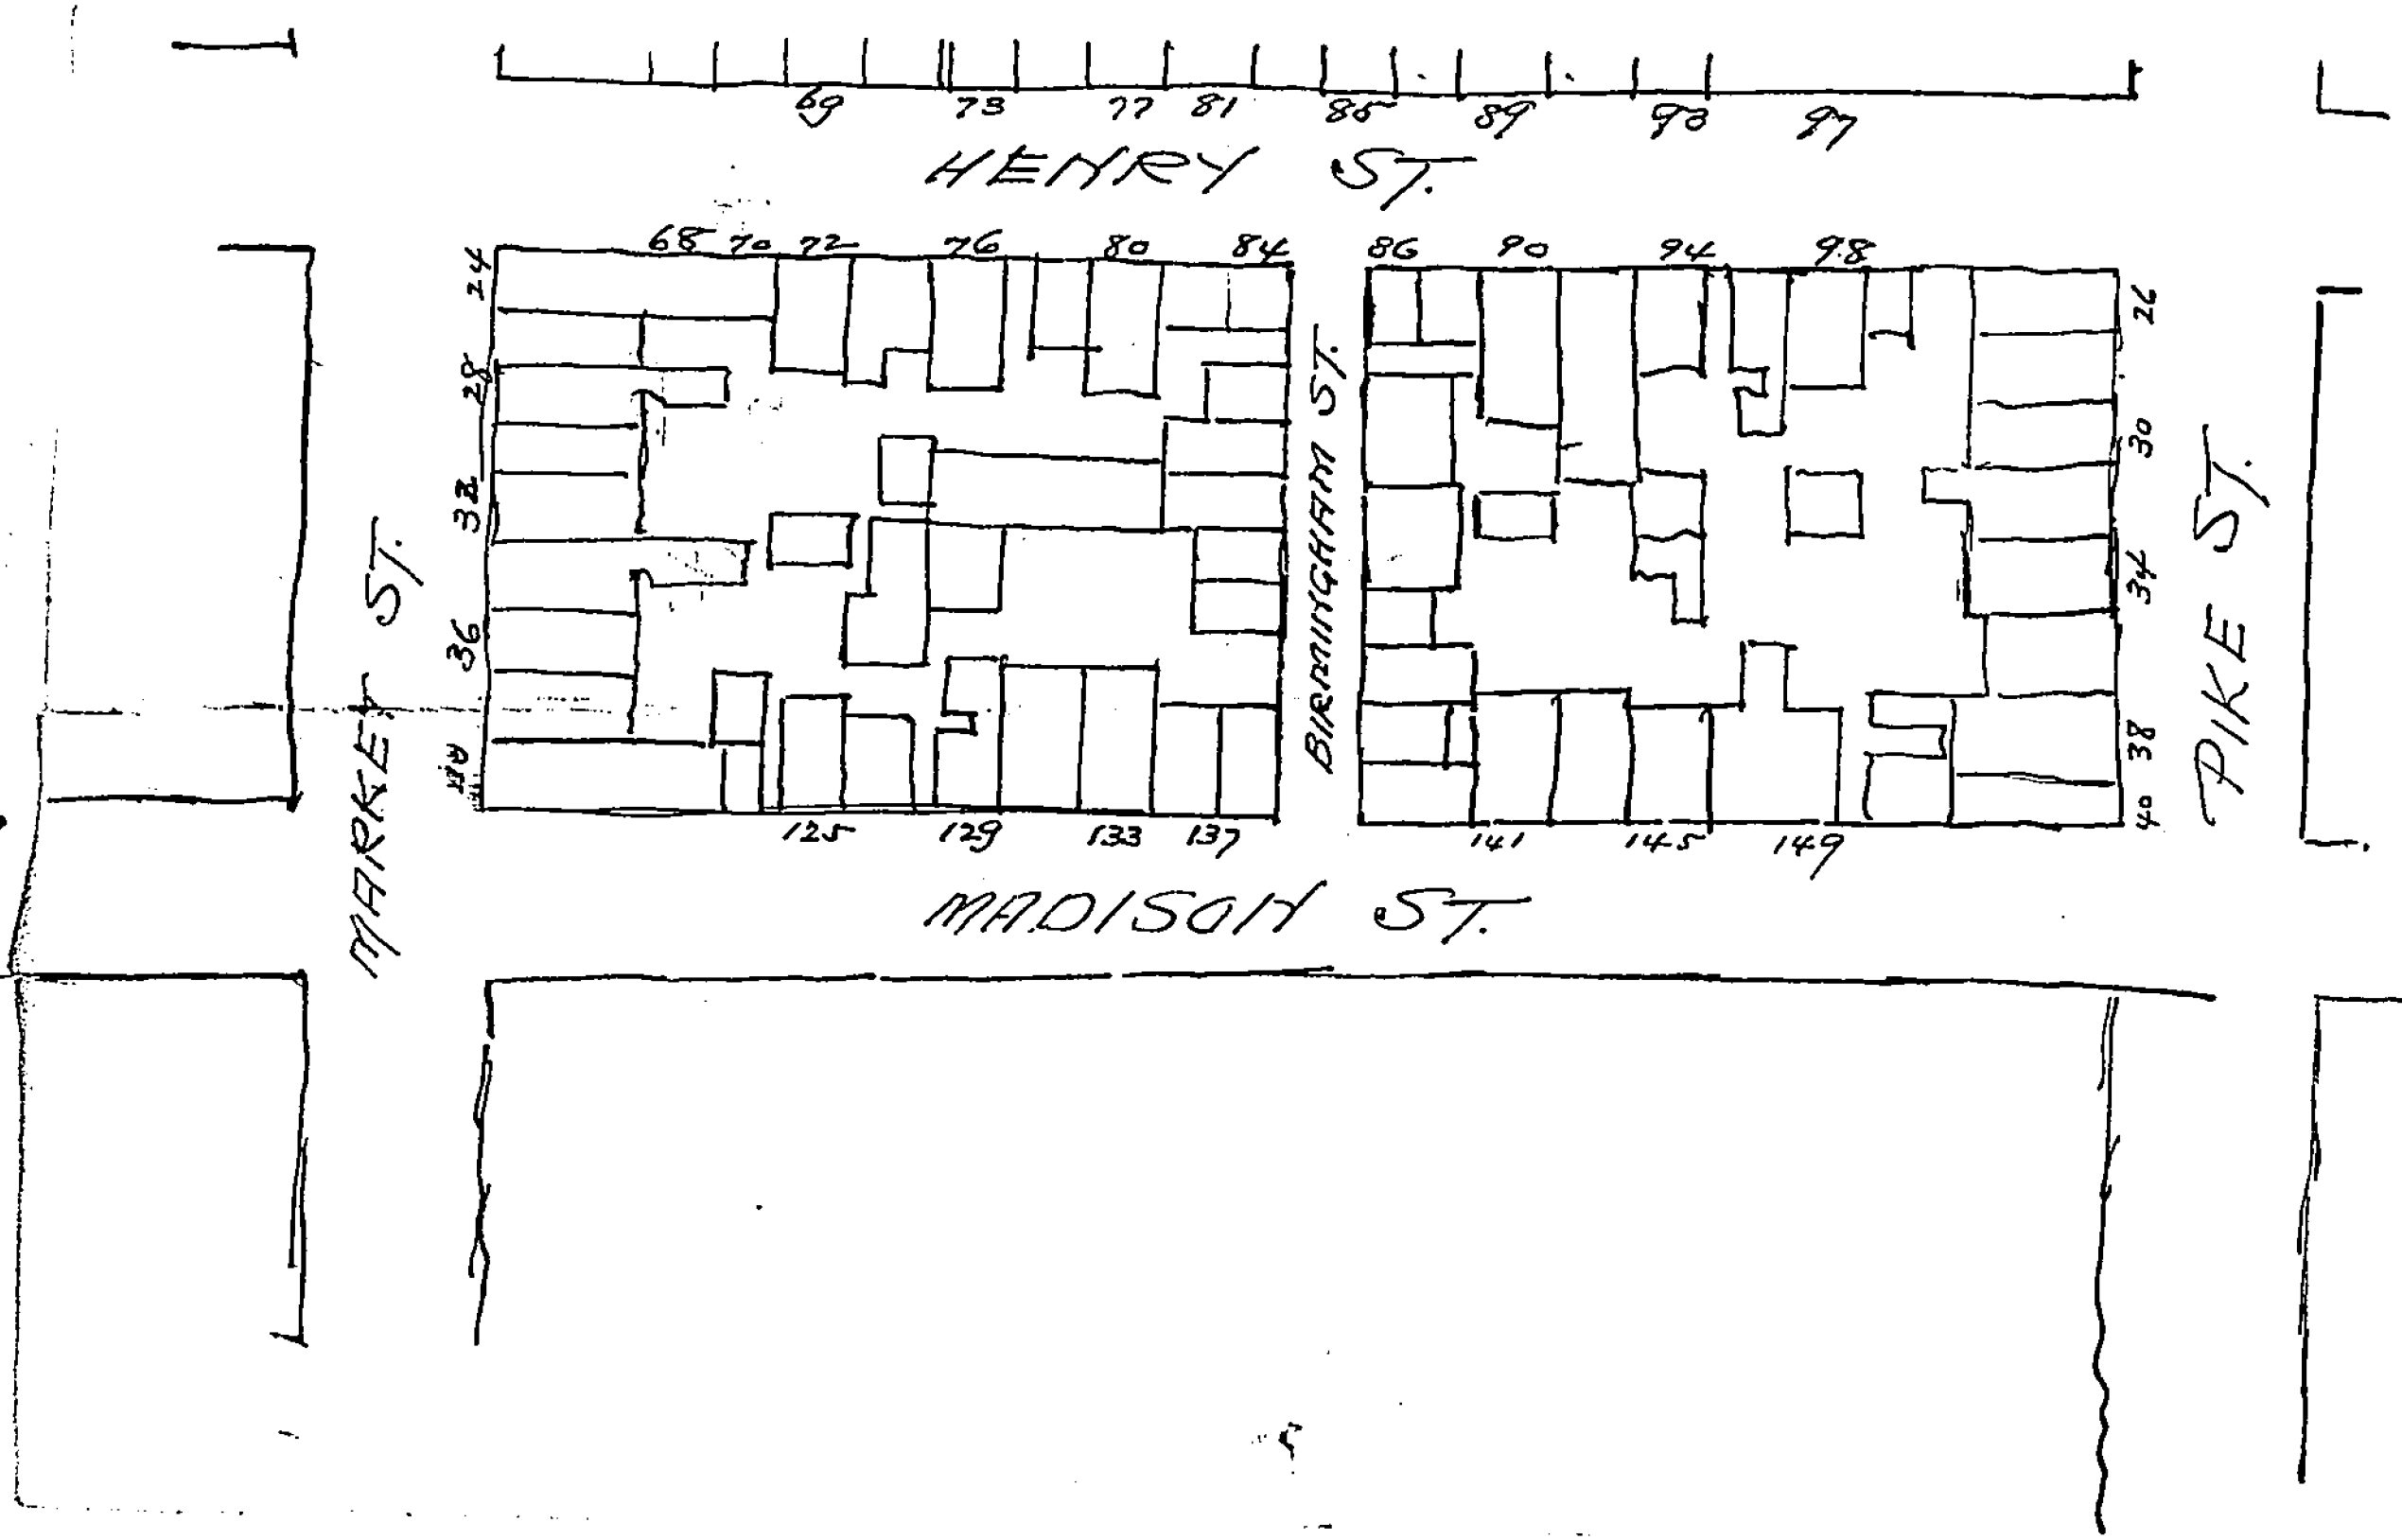 69 73 77 81 85 89 93 97
HENRY ST.
68 70 72 76 80 84 86 90 94 98
24
28
32
36
MARKET ST.
BIRMINGHAM ST.
26
30
34
38
40
PIKE ST.
125 129 133 137 141 145 149
MADISON ST.